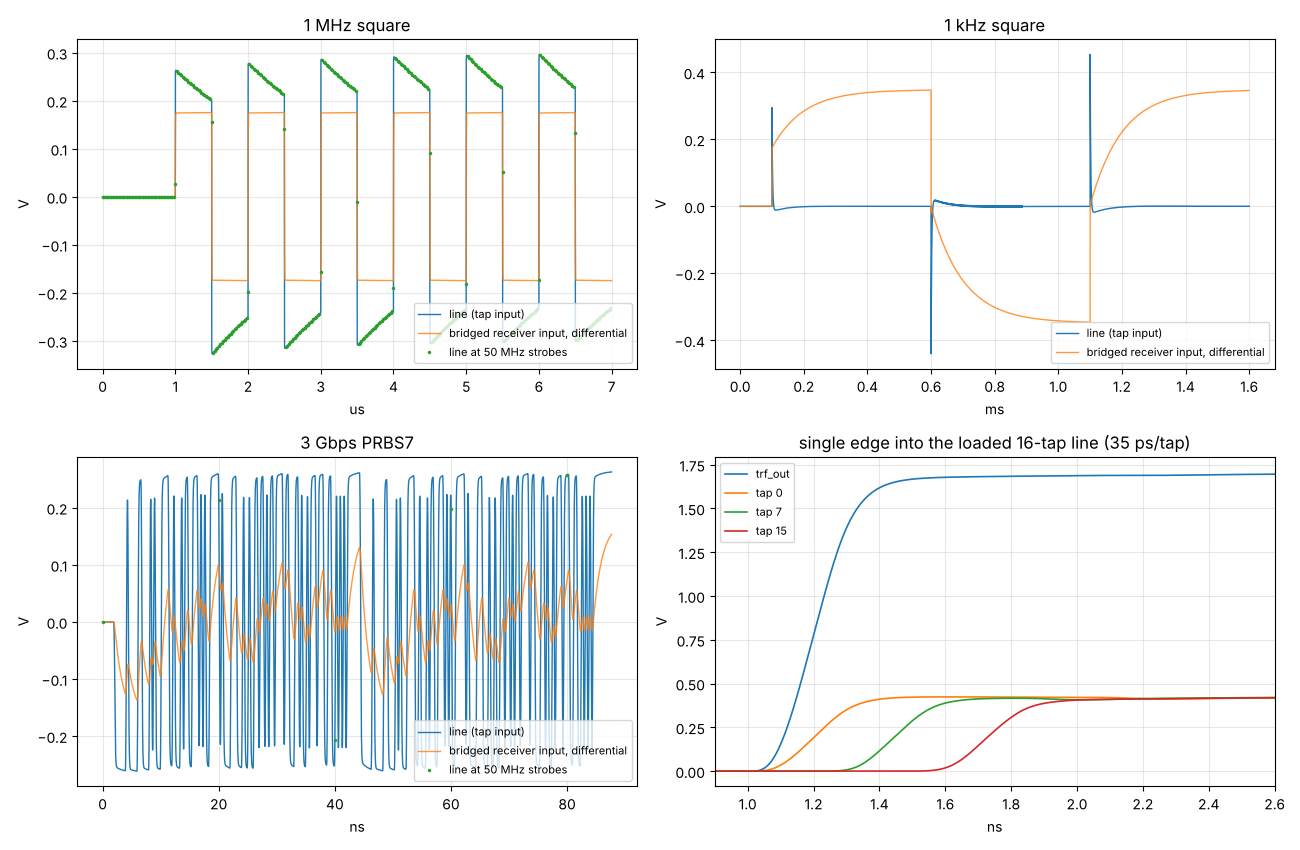 1 MHz square
0.3
0.2
0.1
0.0
−0.1
−0.2
−0.3
V
0
1
2
3
4
5
6
7
us
line (tap input)
bridged receiver input, differential
line at 50 MHz strobes
1 kHz square
0.4
0.2
0.0
−0.2
−0.4
V
0.0
0.2
0.4
0.6
0.8
1.0
1.2
1.4
1.6
ms
line (tap input)
bridged receiver input, differential
3 Gbps PRBS7
0.2
0.1
0.0
−0.1
−0.2
V
0
20
40
60
80
ns
line (tap input)
bridged receiver input, differential
line at 50 MHz strobes
single edge into the loaded 16-tap line (35 ps/tap)
1.75
1.50
1.25
1.00
0.75
0.50
0.25
0.00
V
1.0
1.2
1.4
1.6
1.8
2.0
2.2
2.4
2.6
ns
trf_out
tap 0
tap 7
tap 15